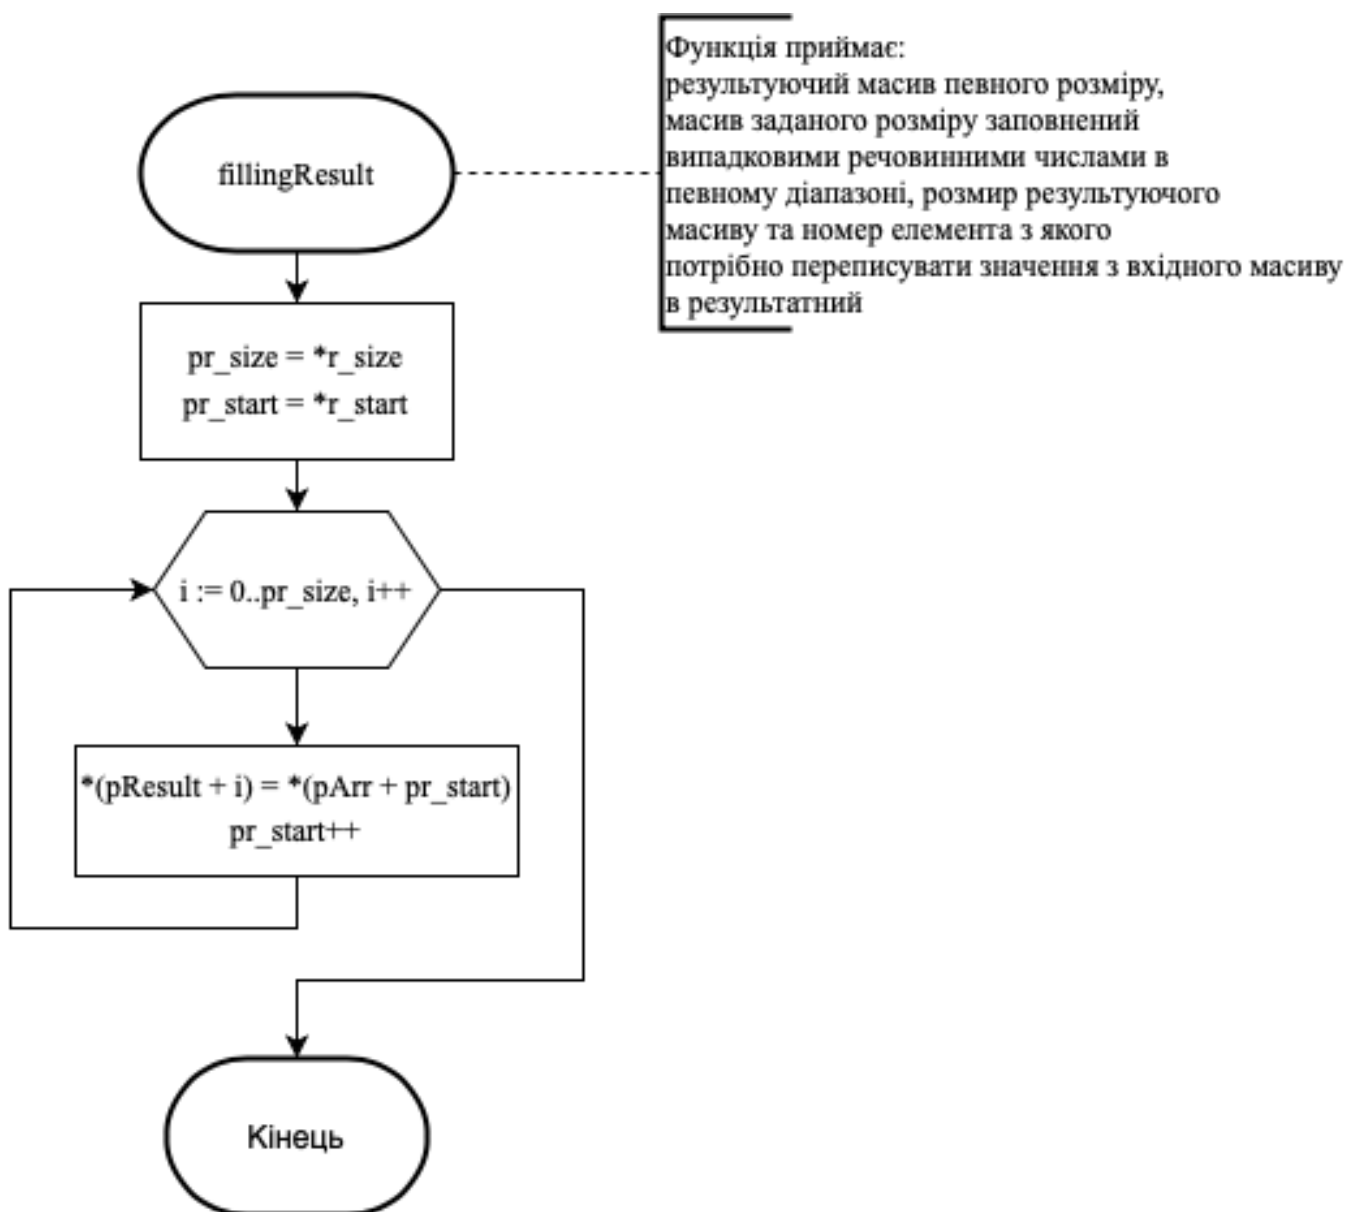 Функція приймає:
результуючий масив певного розміру,
масив заданого розміру заповнений
випадковими речовинними числами в
певному діапазоні, розмир результуючого
масиву та номер елемента з якого
потрібно переписувати значення з вхідного масиву
в результатний
fillingResult
pr_size = *r_size
pr_start = *r_start
i := 0..pr_size, i++
*(pResult + i) = *(pArr + pr_start)
pr_start++
Кінець